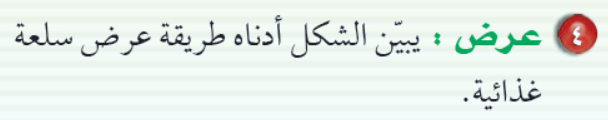 ٤ عرض : يبيّن الشكل أدناه طريقة عرض سلعة
غذائية.